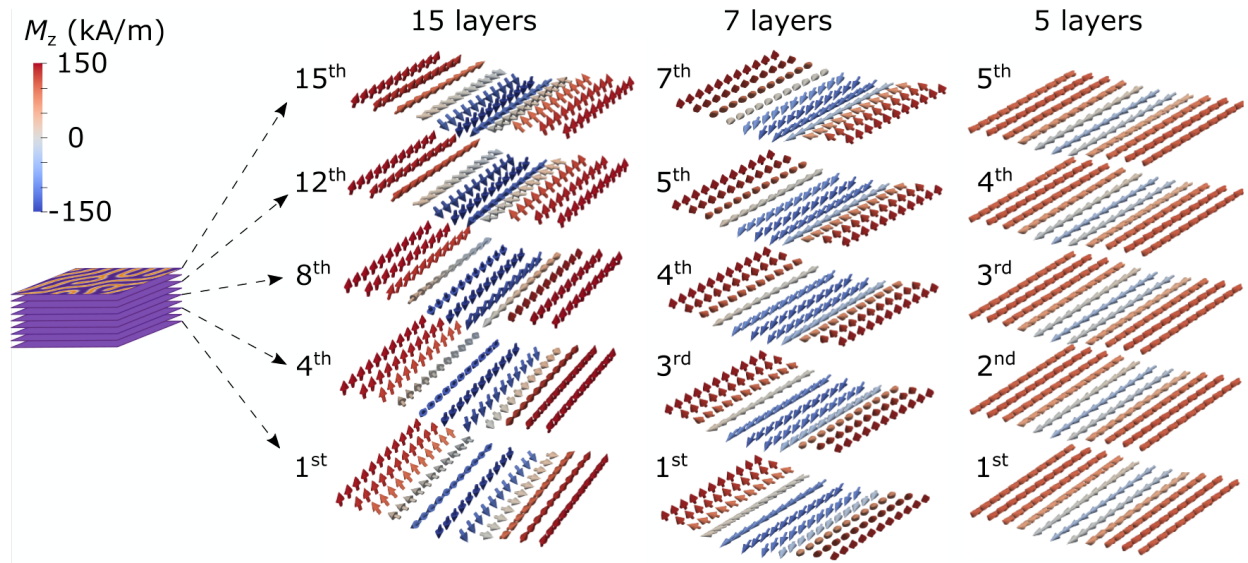 M_z (kA/m)
150
0
-150
15 layers
15th
12th
8th
4th
1st
7 layers
7th
5th
4th
3rd
1st
5 layers
5th
4th
3rd
2nd
1st